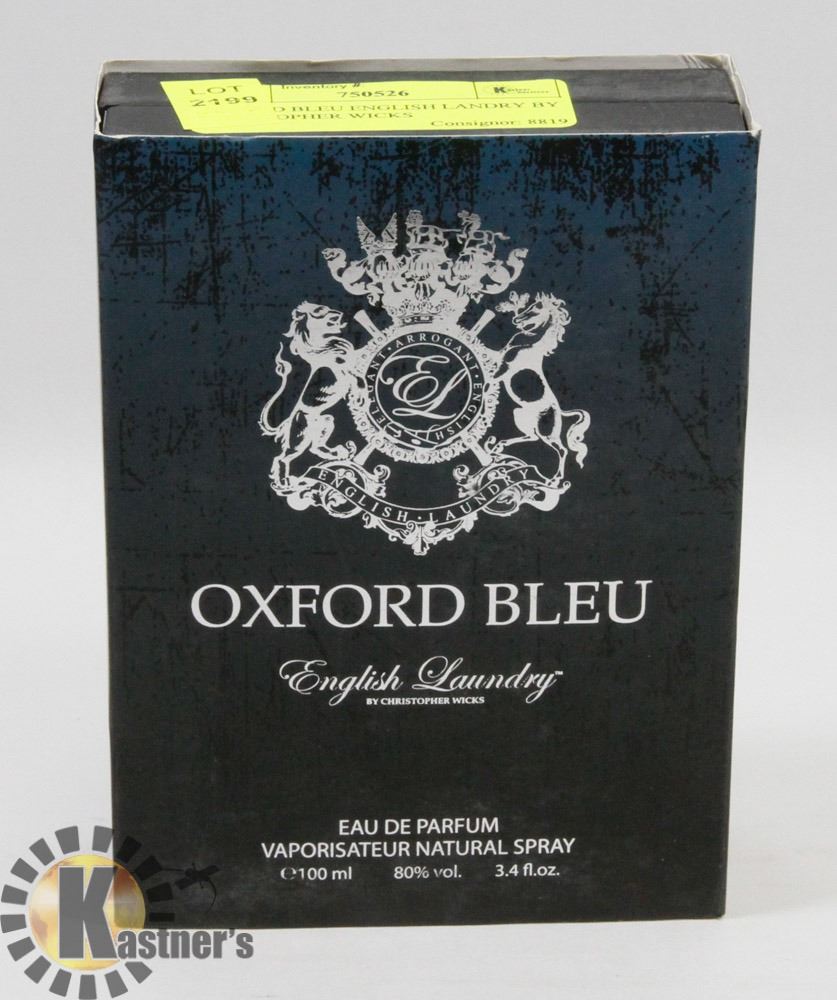 LOT
2199
Inventory #
750526
D BLEU ENGLISH LANDRY BY
OPHER WICKS
Consignor: 8819
ELEGANT · ARROGANT · ENGLISH
EL
ENGLISH · LAUNDRY
OXFORD BLEU
English Laundry™
BY CHRISTOPHER WICKS
EAU DE PARFUM
VAPORISATEUR NATURAL SPRAY
℮100 ml 80% vol. 3.4 fl.oz.
Kastner's